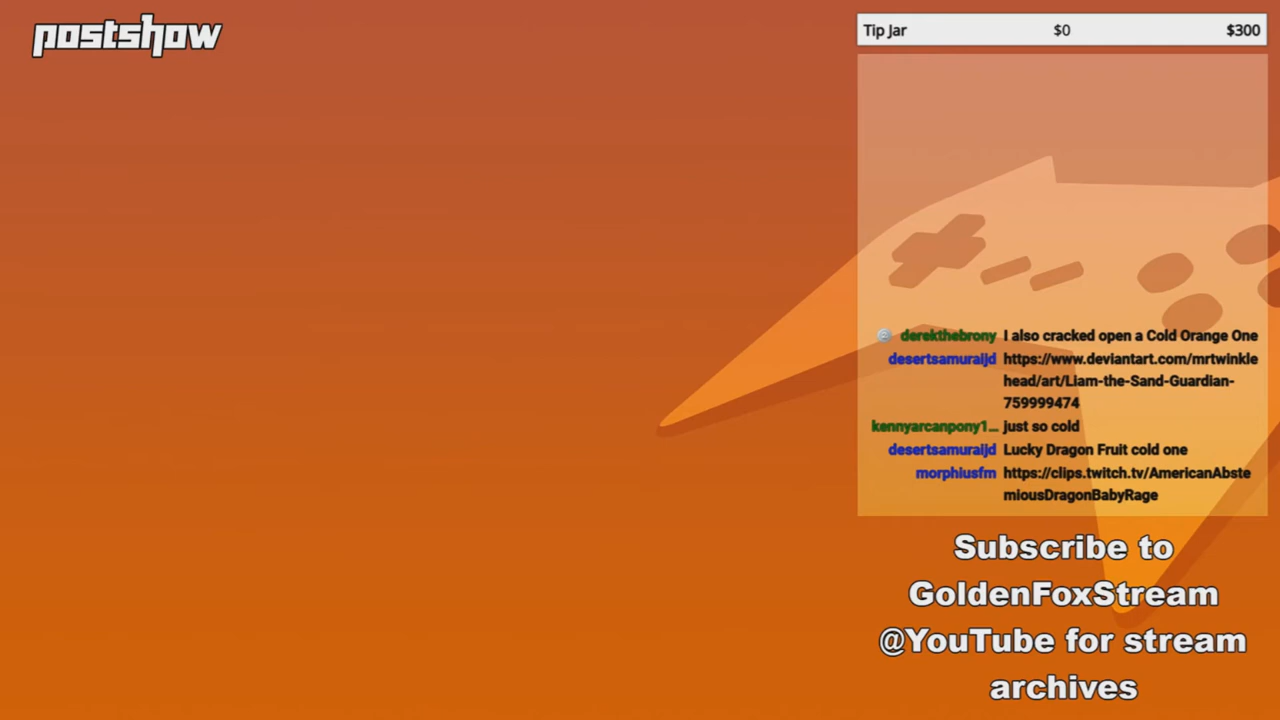 postshow
Tip Jar $0 $300
derekthebrony I also cracked open a Cold Orange One
desertsamuraijd https://www.deviantart.com/mrtwinkle
head/art/Liam-the-Sand-Guardian-
759999474
kennyarcanpony1... just so cold
desertsamuraijd Lucky Dragon Fruit cold one
morphiusfm https://clips.twitch.tv/AmericanAbste
miousDragonBabyRage
Subscribe to
GoldenFoxStream
@YouTube for stream
archives